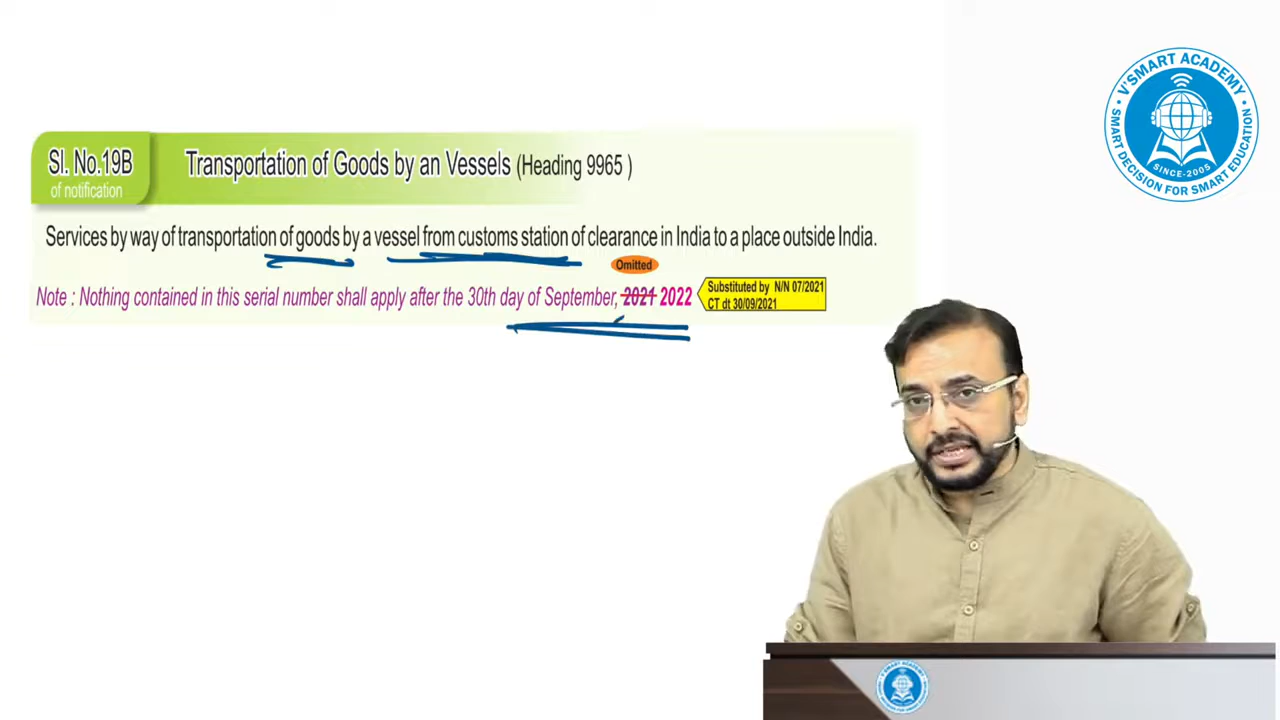 V'SMART ACADEMY
SMART DECISION FOR SMART EDUCATION
SINCE-2005
Sl. No.19B
of notification
Transportation of Goods by an Vessels (Heading 9965 )
Services by way of transportation of goods by a vessel from customs station of clearance in India to a place outside India.
Omitted
Note : Nothing contained in this serial number shall apply after the 30th day of September, 2021 2022
Substituted by N/N 07/2021
CT dt 30/09/2021
V'SMART ACADEMY